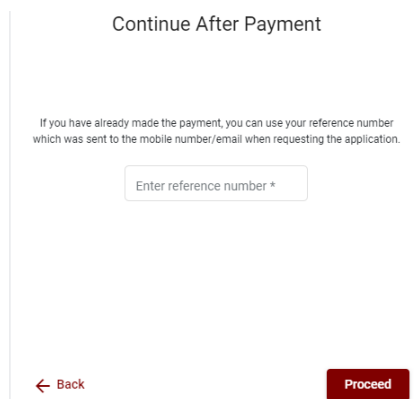 Continue After Payment
If you have already made the payment, you can use your reference number
which was sent to the mobile number/email when requesting the application.
Enter reference number *
Back
Proceed